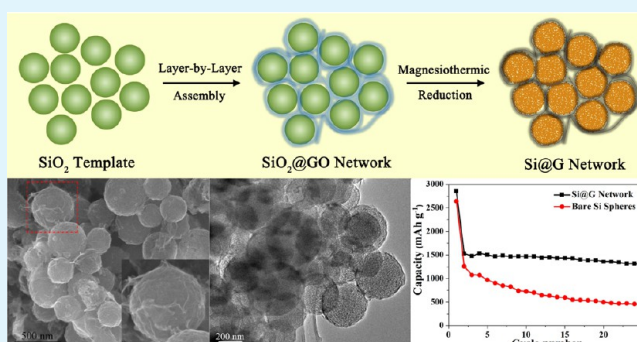 Layer-by-Layer
Assembly
Magnesiothermic
Reduction
SiO₂ Template
SiO₂@GO Network
Si@G Network
500 nm
200 nm
Capacity (mAh g⁻¹)
3000
2500
2000
1500
1000
500
0
Si@G Network
Bare Si Spheres
0 5 10 15 20